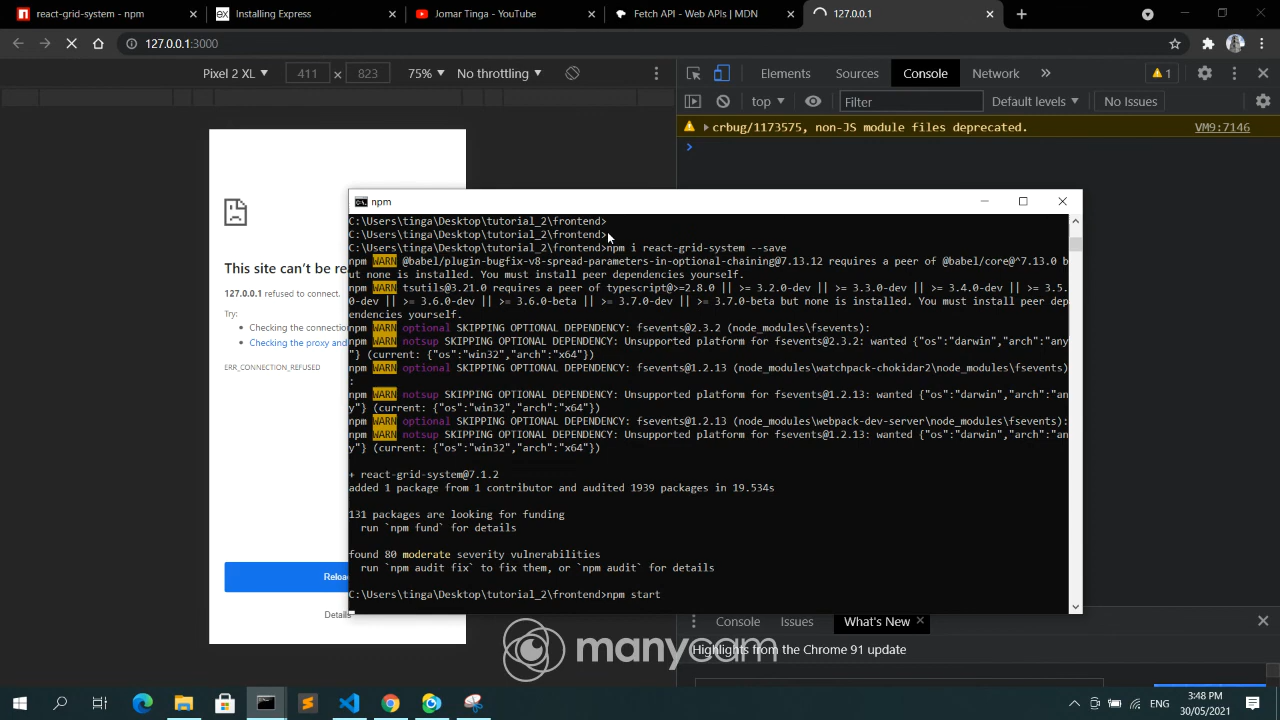 react-grid-system - npm
Installing Express
Jomar Tinga - YouTube
Fetch API - Web APIs | MDN
127.0.0.1
127.0.0.1:3000
Pixel 2 XL
411 x 823
75%
No throttling
Elements
Sources
Console
Network
1
top
Filter
Default levels
No Issues
crbug/1173575, non-JS module files deprecated.
VM9:7146
This site can't be re
127.0.0.1 refused to connect.
Try:
Checking the connectio
Checking the proxy and
ERR_CONNECTION_REFUSED
Reloa
Details
npm
C:\Users\tinga\Desktop\tutorial_2\frontend>
C:\Users\tinga\Desktop\tutorial_2\frontend>
C:\Users\tinga\Desktop\tutorial_2\frontend>npm i react-grid-system --save
npm WARN @babel/plugin-bugfix-v8-spread-parameters-in-optional-chaining@7.13.12 requires a peer of @babel/core@^7.13.0 b
ut none is installed. You must install peer dependencies yourself.
npm WARN tsutils@3.21.0 requires a peer of typescript@>=2.8.0 || >= 3.2.0-dev || >= 3.3.0-dev || >= 3.4.0-dev || >= 3.5.
0-dev || >= 3.6.0-dev || >= 3.6.0-beta || >= 3.7.0-dev || >= 3.7.0-beta but none is installed. You must install peer dep
endencies yourself.
npm WARN optional SKIPPING OPTIONAL DEPENDENCY: fsevents@2.3.2 (node_modules\fsevents):
npm WARN notsup SKIPPING OPTIONAL DEPENDENCY: Unsupported platform for fsevents@2.3.2: wanted {"os":"darwin","arch":"any
"} (current: {"os":"win32","arch":"x64"})
npm WARN optional SKIPPING OPTIONAL DEPENDENCY: fsevents@1.2.13 (node_modules\watchpack-chokidar2\node_modules\fsevents)
:
npm WARN notsup SKIPPING OPTIONAL DEPENDENCY: Unsupported platform for fsevents@1.2.13: wanted {"os":"darwin","arch":"an
y"} (current: {"os":"win32","arch":"x64"})
npm WARN optional SKIPPING OPTIONAL DEPENDENCY: fsevents@1.2.13 (node_modules\webpack-dev-server\node_modules\fsevents):
npm WARN notsup SKIPPING OPTIONAL DEPENDENCY: Unsupported platform for fsevents@1.2.13: wanted {"os":"darwin","arch":"an
y"} (current: {"os":"win32","arch":"x64"})
+ react-grid-system@7.1.2
added 1 package from 1 contributor and audited 1939 packages in 19.534s
131 packages are looking for funding
run `npm fund` for details
found 80 moderate severity vulnerabilities
run `npm audit fix` to fix them, or `npm audit` for details
C:\Users\tinga\Desktop\tutorial_2\frontend>npm start
Console
Issues
What's New
Highlights from the Chrome 91 update
manycam
ENG
3:48 PM
30/05/2021